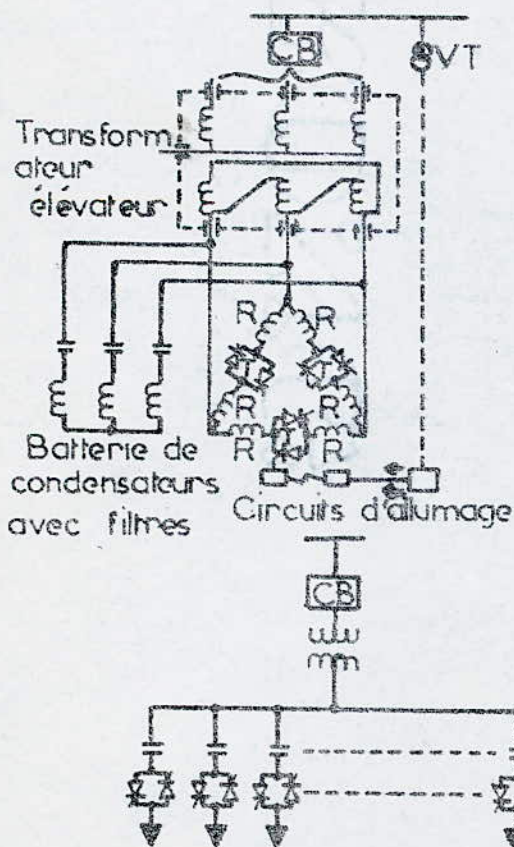 CB
VT
Transform
ateur
élévateur
R R
R R
R R
Batterie de
condensateurs
avec filtres
Circuits d'allumage
CB